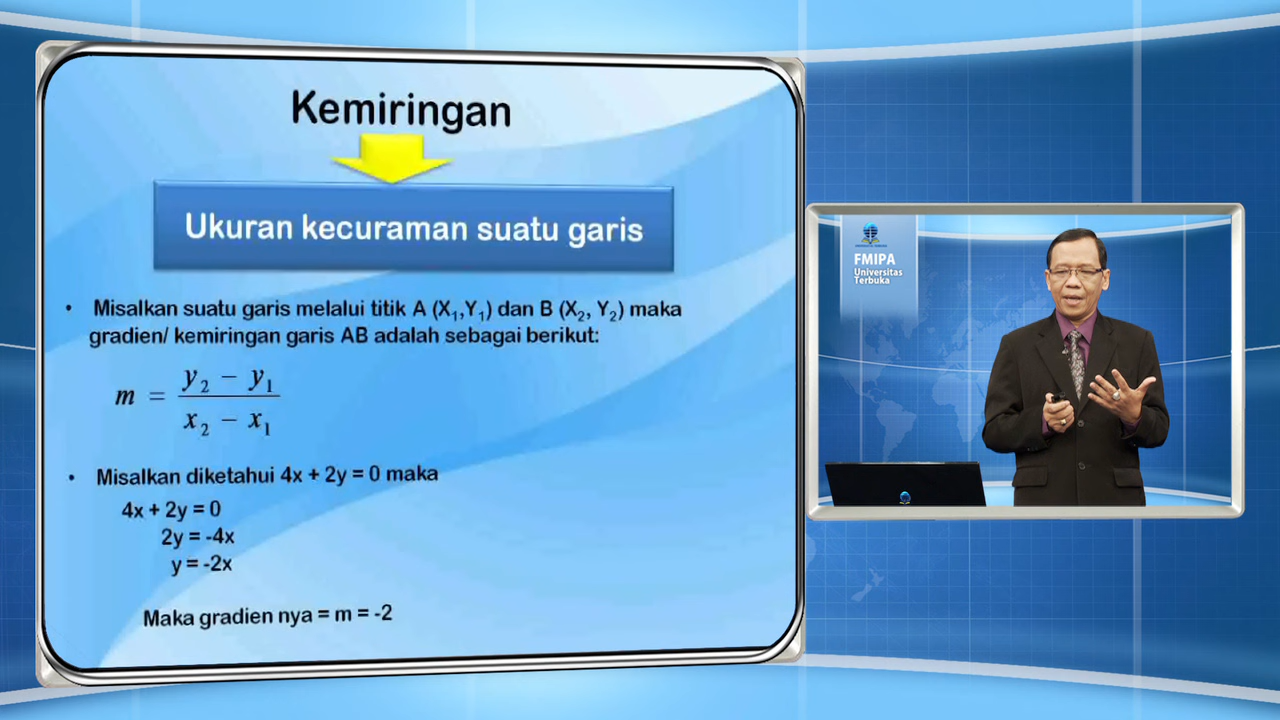 Kemiringan
Ukuran kecuraman suatu garis
• Misalkan suatu garis melalui titik A (X₁,Y₁) dan B (X₂, Y₂) maka
gradien/ kemiringan garis AB adalah sebagai berikut:
m = (y₂ − y₁) / (x₂ − x₁)
• Misalkan diketahui 4x + 2y = 0 maka
4x + 2y = 0
2y = -4x
y = -2x
Maka gradien nya = m = -2
FMIPA
Universitas
Terbuka